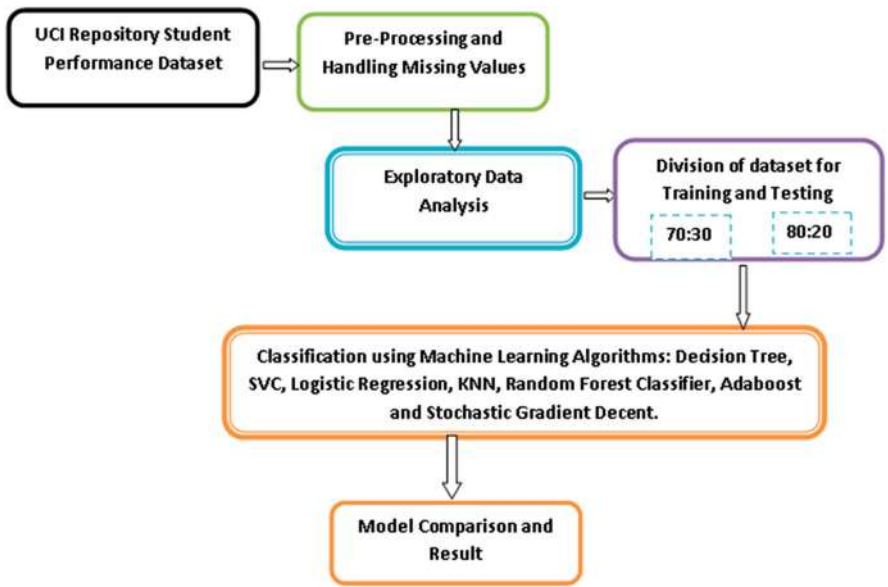 UCI Repository Student
Performance Dataset
Pre-Processing and
Handling Missing Values
Exploratory Data
Analysis
Division of dataset for
Training and Testing
70:30
80:20
Classification using Machine Learning Algorithms: Decision Tree,
SVC, Logistic Regression, KNN, Random Forest Classifier, Adaboost
and Stochastic Gradient Decent.
Model Comparison and
Result